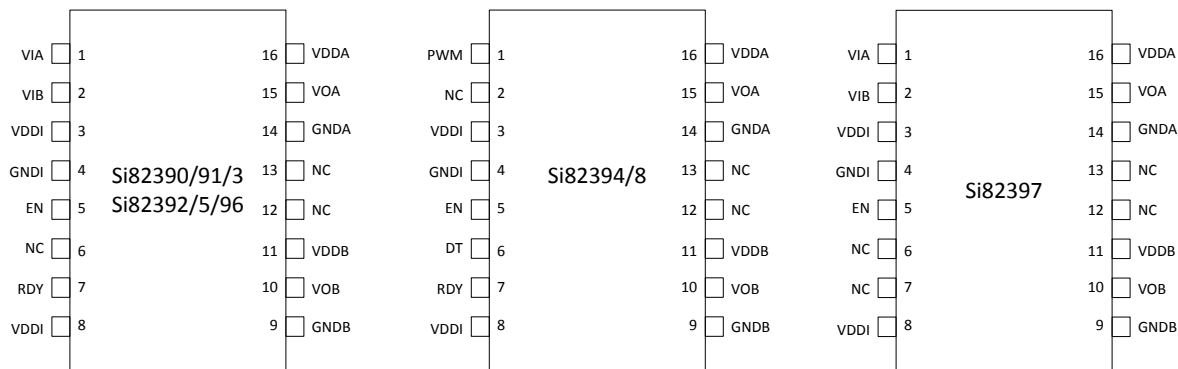 VIA 1 16 VDDA
VIB 2 15 VOA
VDDI 3 14 GNDA
GNDI 4 13 NC
EN 5 12 NC
NC 6 11 VDDB
RDY 7 10 VOB
VDDI 8 9 GNDB
Si82390/91/3
Si82392/5/96
PWM 1 16 VDDA
NC 2 15 VOA
VDDI 3 14 GNDA
GNDI 4 13 NC
EN 5 12 NC
DT 6 11 VDDB
RDY 7 10 VOB
VDDI 8 9 GNDB
Si82394/8
VIA 1 16 VDDA
VIB 2 15 VOA
VDDI 3 14 GNDA
GNDI 4 13 NC
EN 5 12 NC
NC 6 11 VDDB
NC 7 10 VOB
VDDI 8 9 GNDB
Si82397